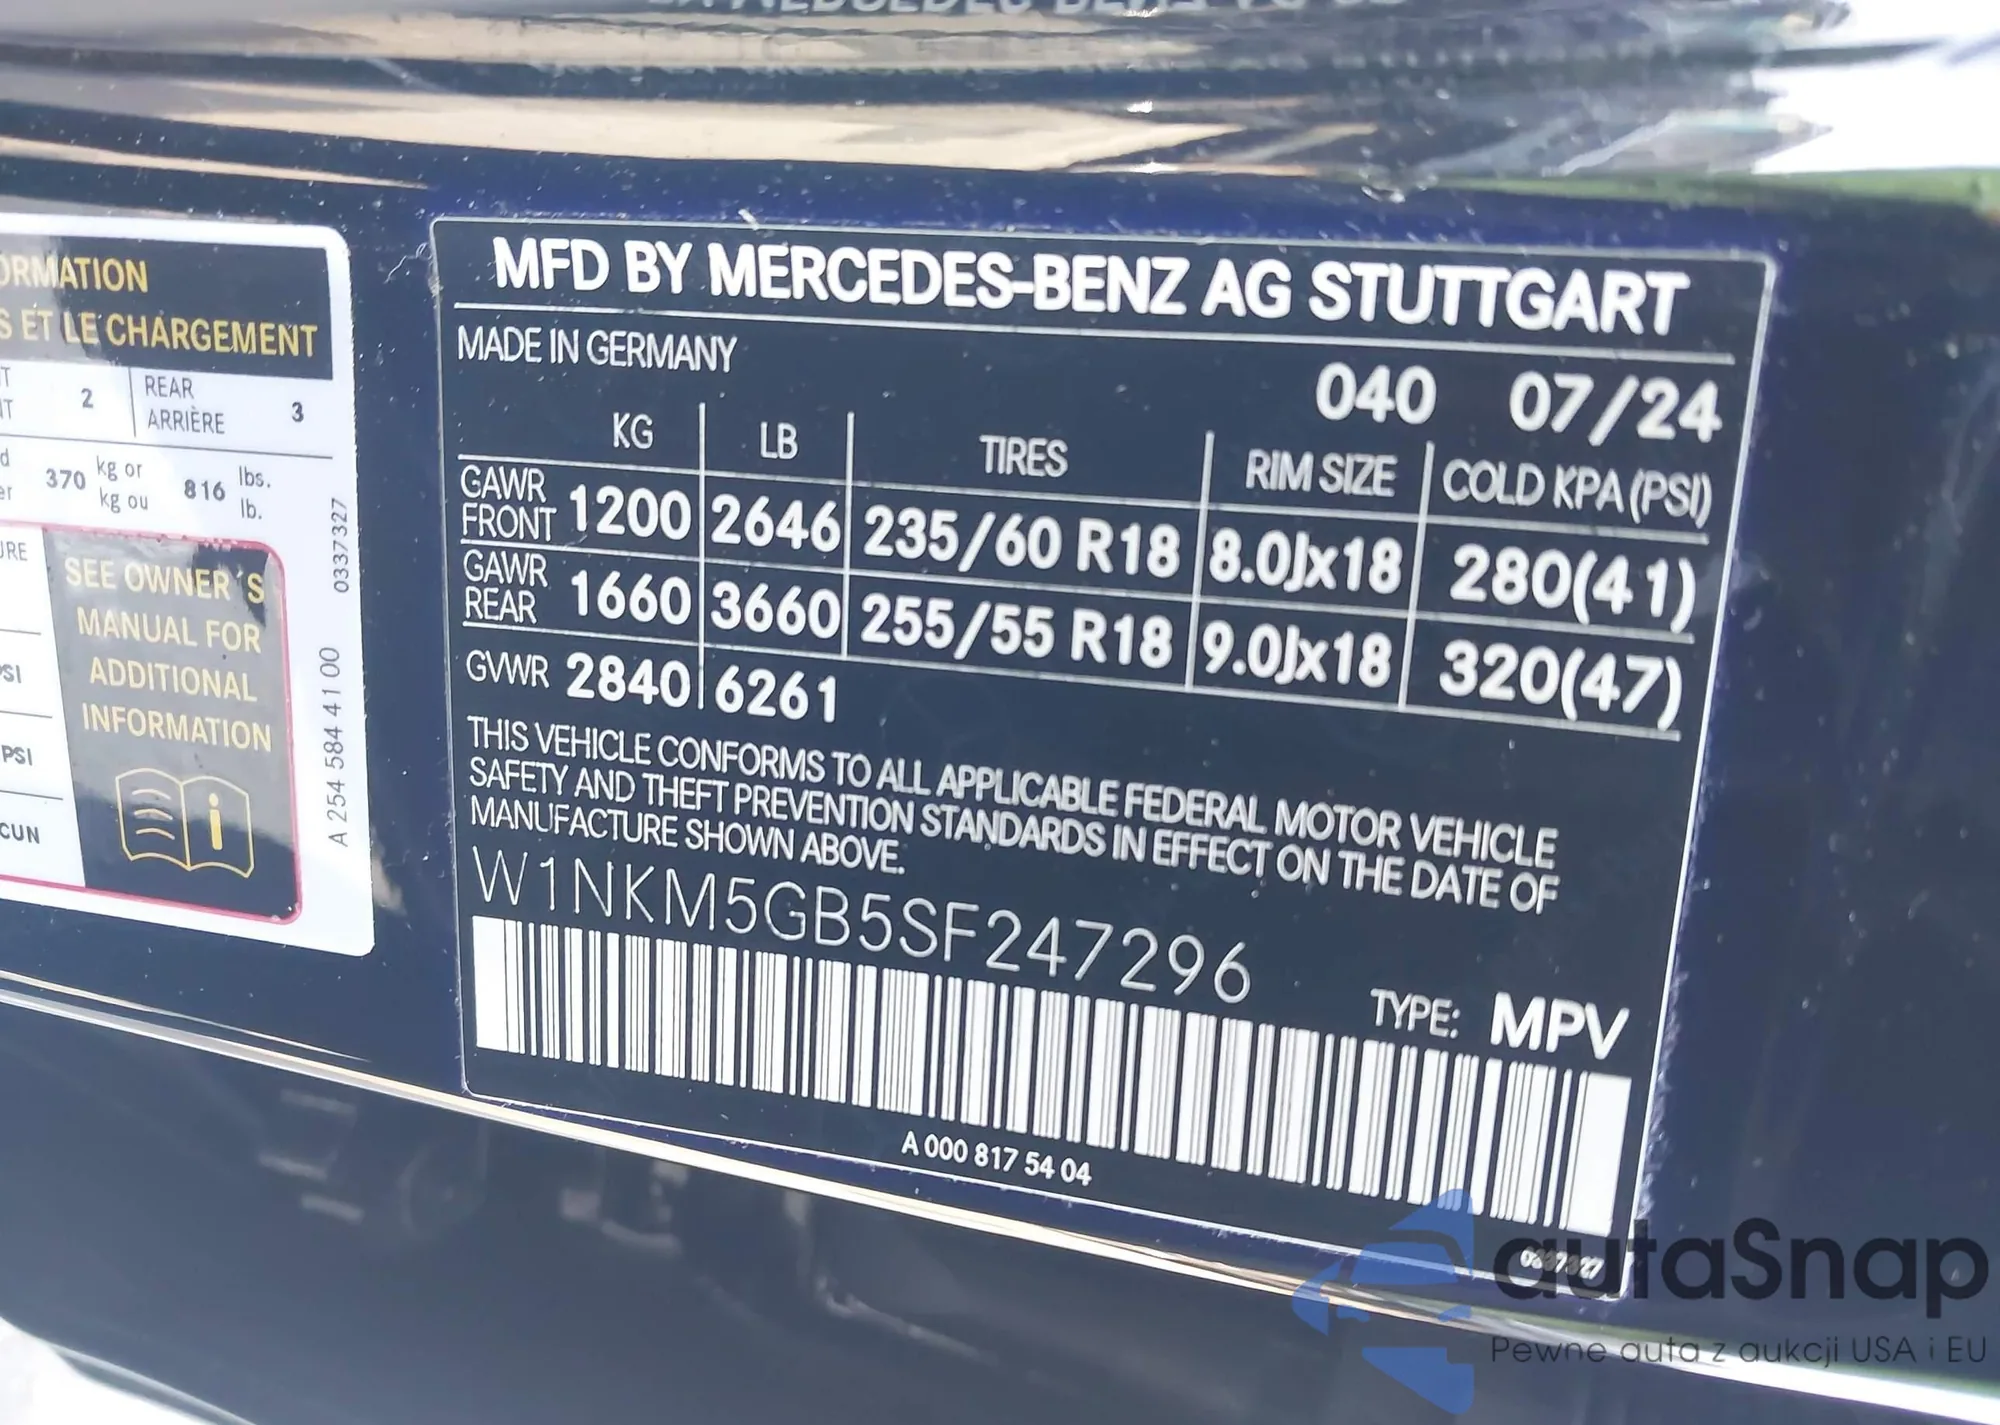 ORMATION
S ET LE CHARGEMENT
2 REAR
ARRIÈRE 3
370 kg or
kg ou 816 lbs.
lb.
SEE OWNER´S
MANUAL FOR
ADDITIONAL
INFORMATION
PSI
A 254 584 41 00 0337327
MFD BY MERCEDES-BENZ AG STUTTGART
MADE IN GERMANY
040 07/24
KG LB TIRES RIM SIZE COLD KPA (PSI)
GAWR
FRONT 1200 2646 235/60 R18 8.0Jx18 280(41)
GAWR
REAR 1660 3660 255/55 R18 9.0Jx18 320(47)
GVWR 2840 6261
THIS VEHICLE CONFORMS TO ALL APPLICABLE FEDERAL MOTOR VEHICLE
SAFETY AND THEFT PREVENTION STANDARDS IN EFFECT ON THE DATE OF
MANUFACTURE SHOWN ABOVE.
W1NKM5GB5SF247296
TYPE: MPV
A 000 817 54 04
autaSnap
Pewne auta z aukcji USA i EU